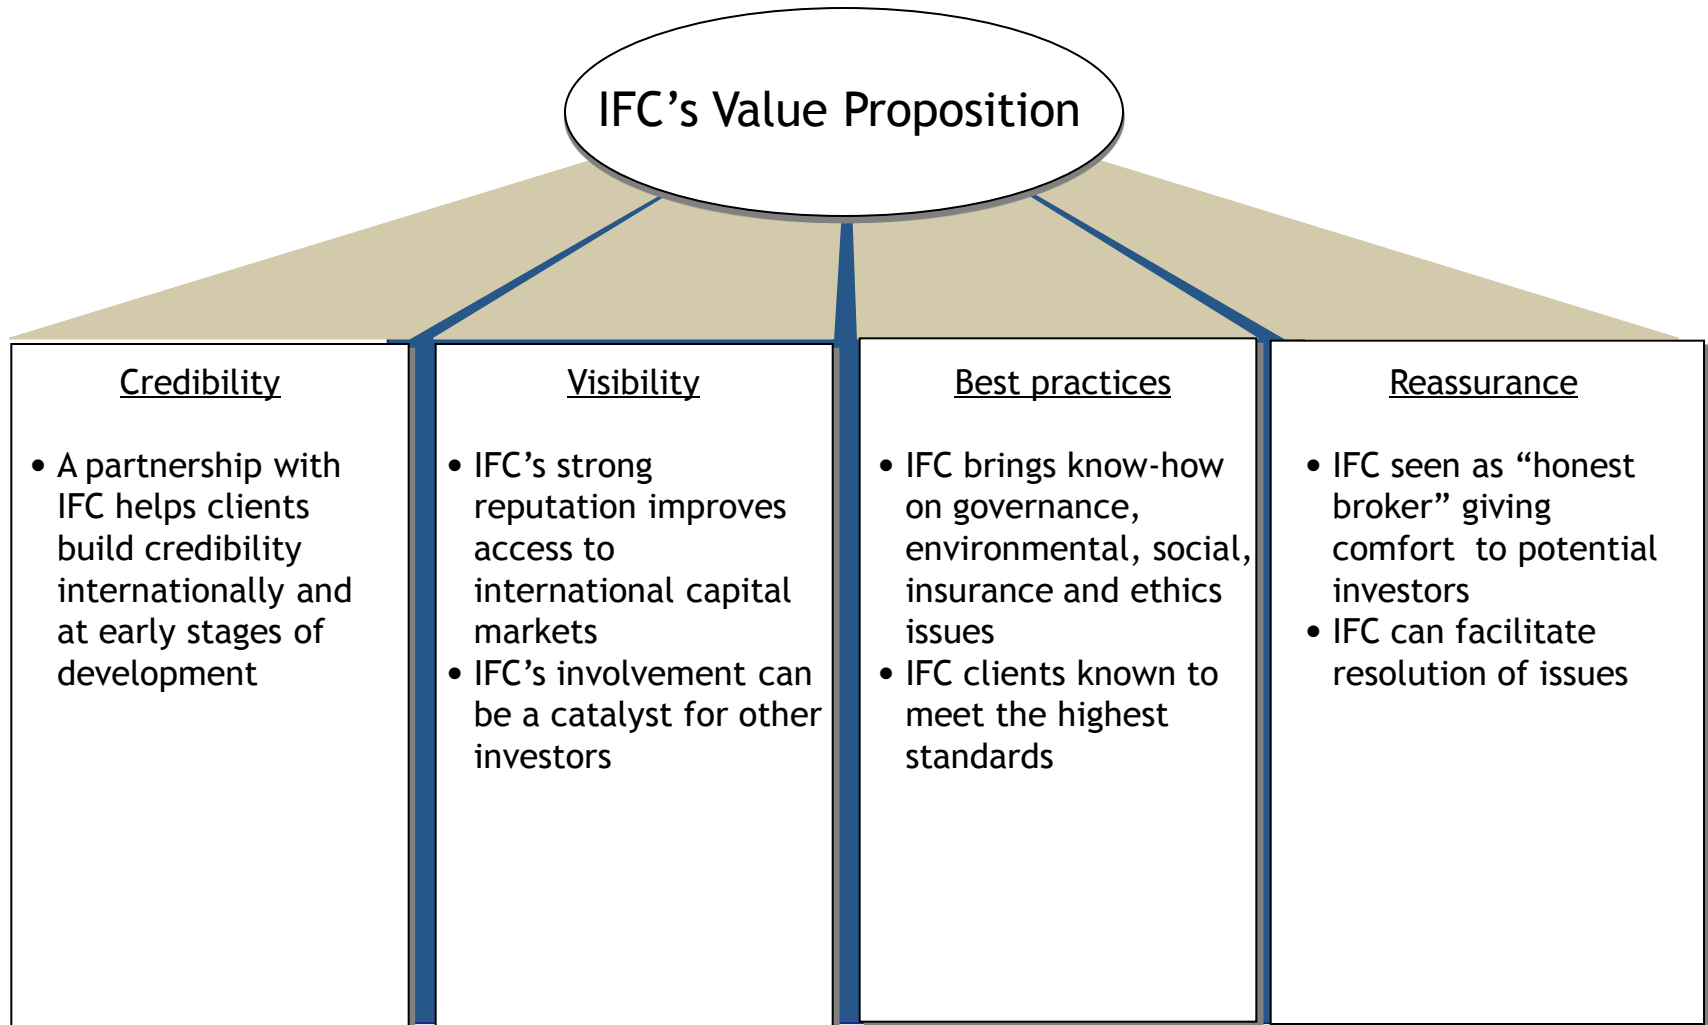 IFC’s Value Proposition
Credibility
• A partnership with
IFC helps clients
build credibility
internationally and
at early stages of
development
Visibility
• IFC’s strong
reputation improves
access to
international capital
markets
• IFC’s involvement can
be a catalyst for other
investors
Best practices
• IFC brings know-how
on governance,
environmental, social,
insurance and ethics
issues
• IFC clients known to
meet the highest
standards
Reassurance
• IFC seen as “honest
broker” giving
comfort  to potential
investors
• IFC can facilitate
resolution of issues